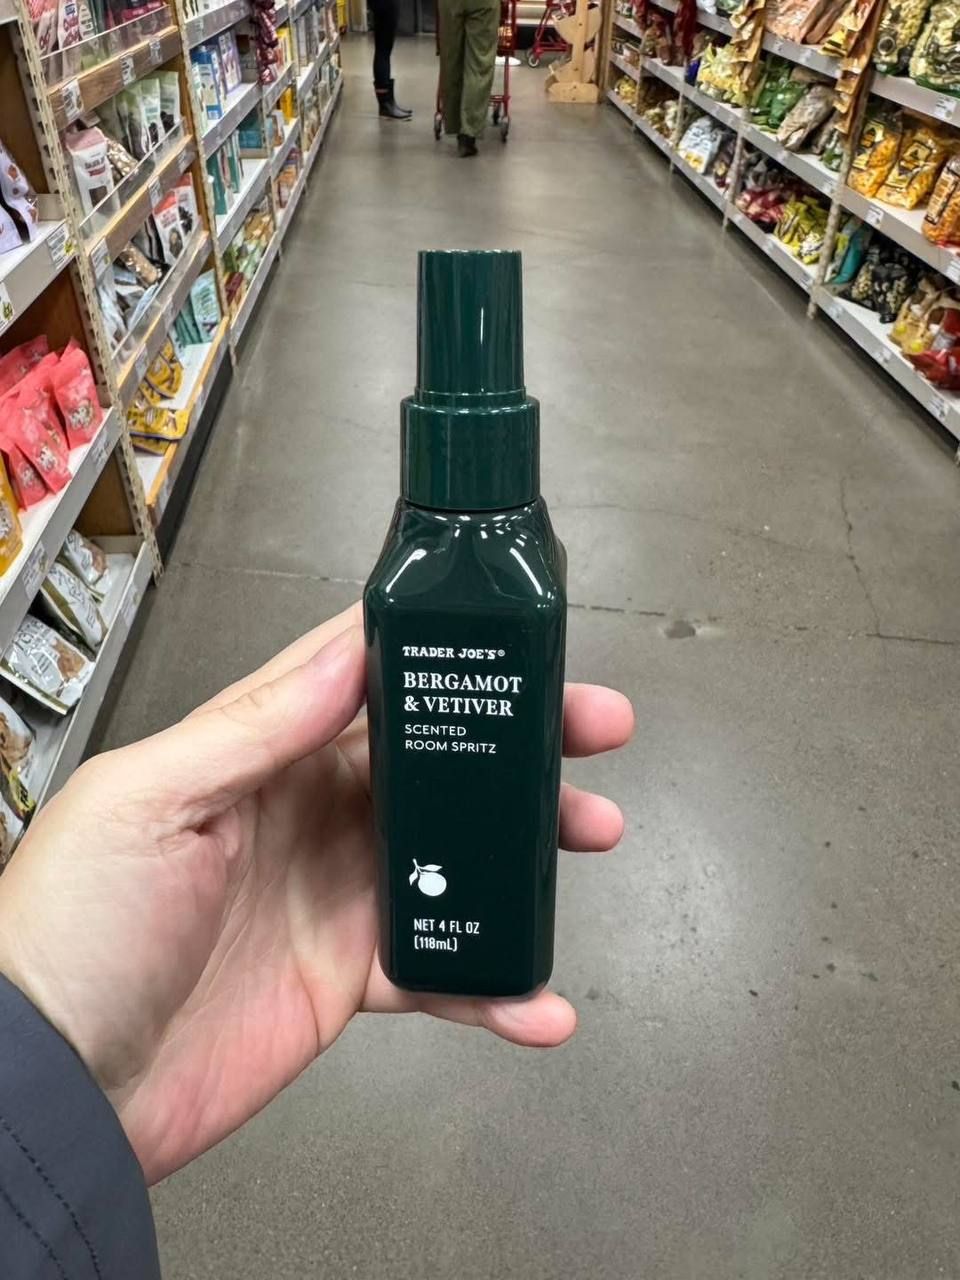 TRADER JOE'S®
BERGAMOT
& VETIVER
SCENTED
ROOM SPRITZ
NET 4 FL OZ
(118mL)